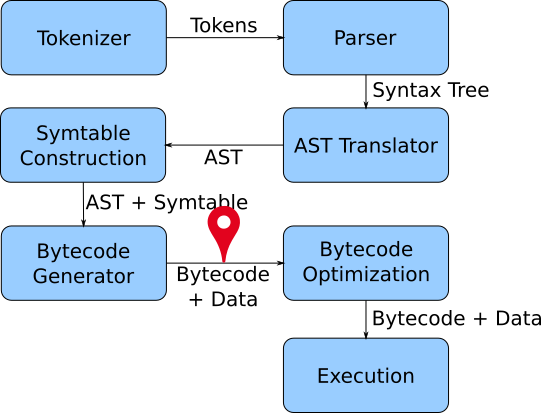 Tokenizer
Tokens
Parser
Syntax Tree
Symtable
Construction
AST
AST Translator
AST + Symtable
Bytecode
Generator
Bytecode
+ Data
Bytecode
Optimization
Bytecode + Data
Execution